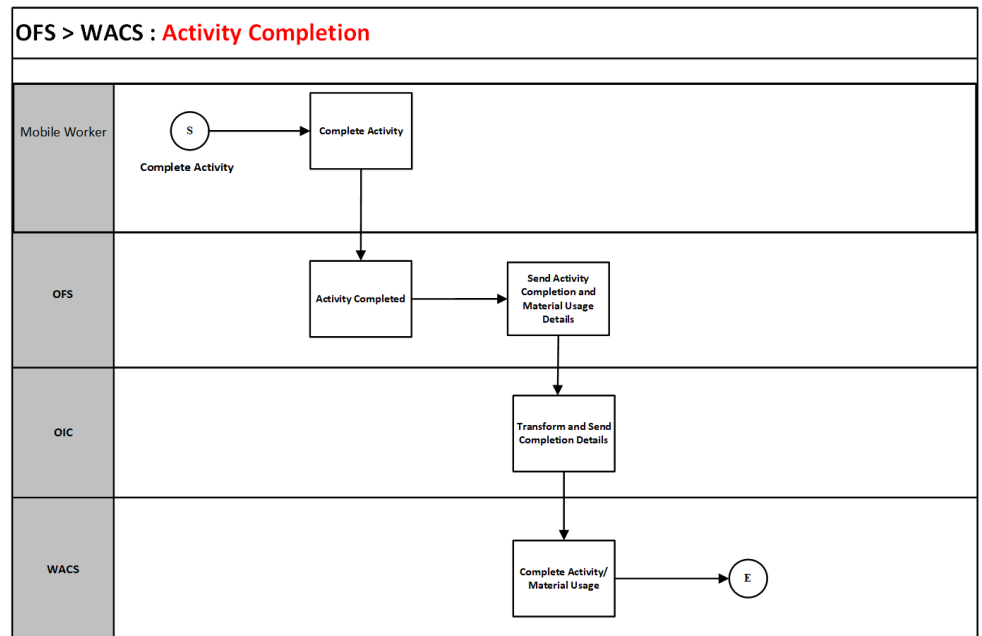 OFS > WACS : Activity Completion
Mobile Worker
S
Complete Activity
Complete Activity
OFS
Activity Completed
Send Activity
Completion and
Material Usage
Details
OIC
Transform and Send
Completion Details
WACS
Complete Activity/
Material Usage
E